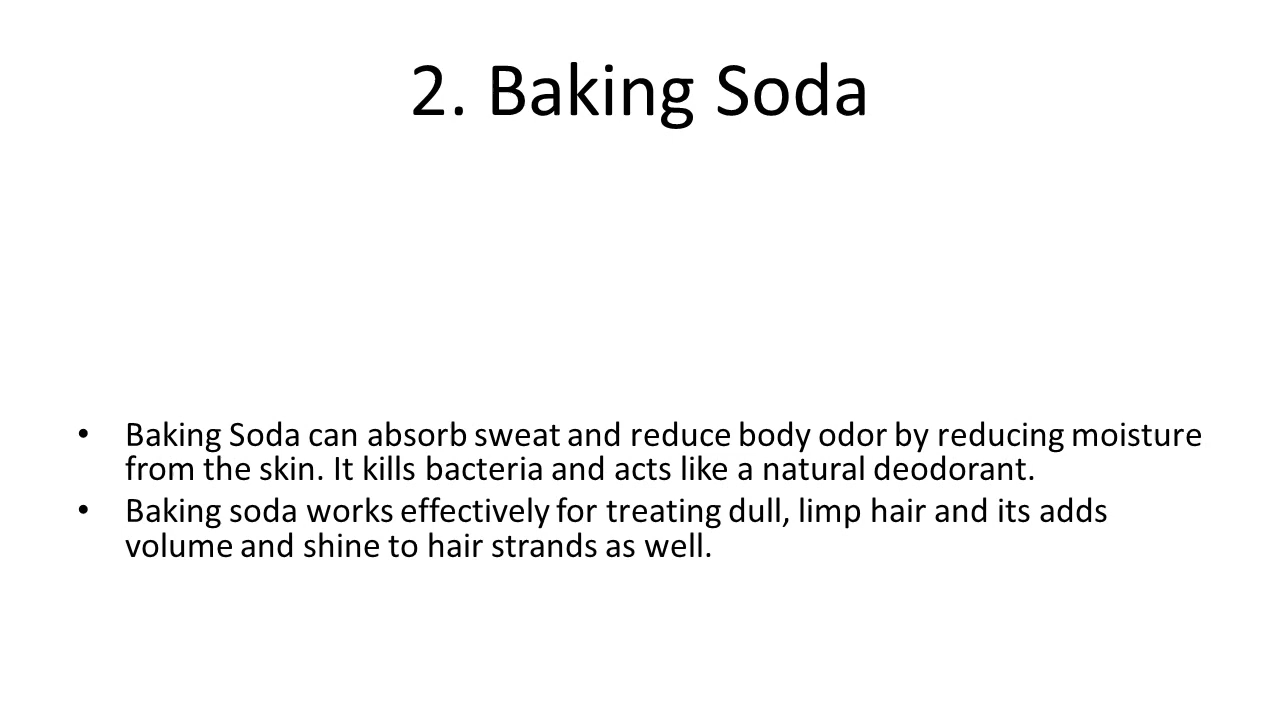 2. Baking Soda
• Baking Soda can absorb sweat and reduce body odor by reducing moisture
from the skin. It kills bacteria and acts like a natural deodorant.
• Baking soda works effectively for treating dull, limp hair and its adds
volume and shine to hair strands as well.